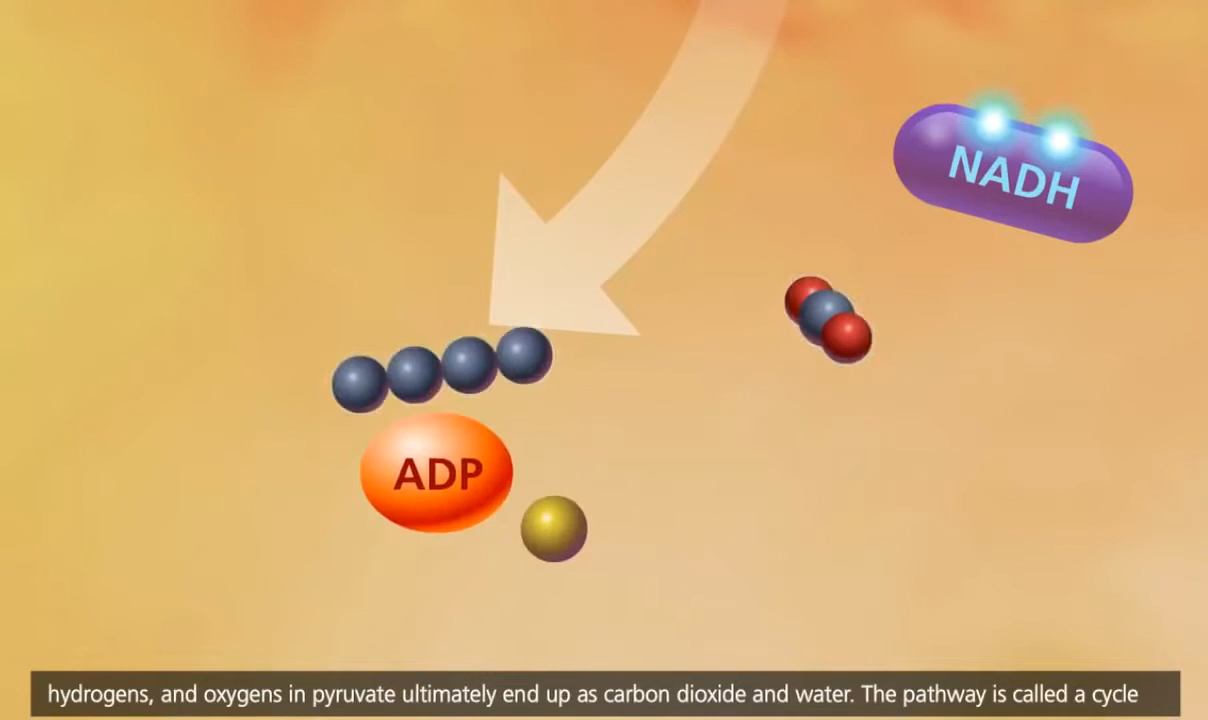 NADH
ADP
hydrogens, and oxygens in pyruvate ultimately end up as carbon dioxide and water. The pathway is called a cycle